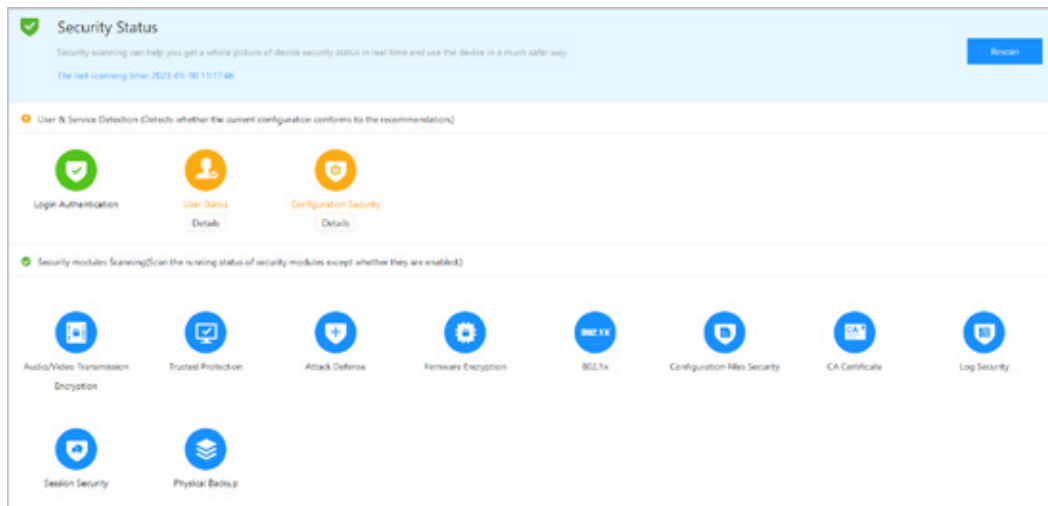 Security Status
Security scanning can help you get a whole picture of device security status in real time and use the device in a much safer way.
Rescan
The last scanning time: 2023-05-30 11:17:46
User & Service Detection (Detects whether the current configuration conforms to the recommendation.)
Login Authentication
User Status
Configuration Security
Details
Details
Security modules Scanning(Scan the running status of security modules except whether they are enabled.)
802.1X
CA
Audio/Video Transmission
Encryption
Trusted Protection
Attack Defense
Firmware Encryption
802.1x
Configuration Files Security
CA Certificate
Log Security
Session Security
Physical Backup